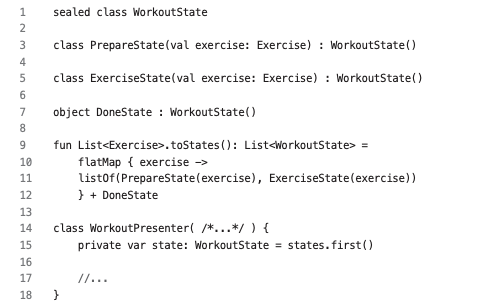 1 sealed class WorkoutState
2
3 class PrepareState(val exercise: Exercise) : WorkoutState()
4
5 class ExerciseState(val exercise: Exercise) : WorkoutState()
6
7 object DoneState : WorkoutState()
8
9 fun List<Exercise>.toStates(): List<WorkoutState> =
10     flatMap { exercise ->
11     listOf(PrepareState(exercise), ExerciseState(exercise))
12     } + DoneState
13
14 class WorkoutPresenter( /*...*/ ) {
15     private var state: WorkoutState = states.first()
16
17     //...
18 }